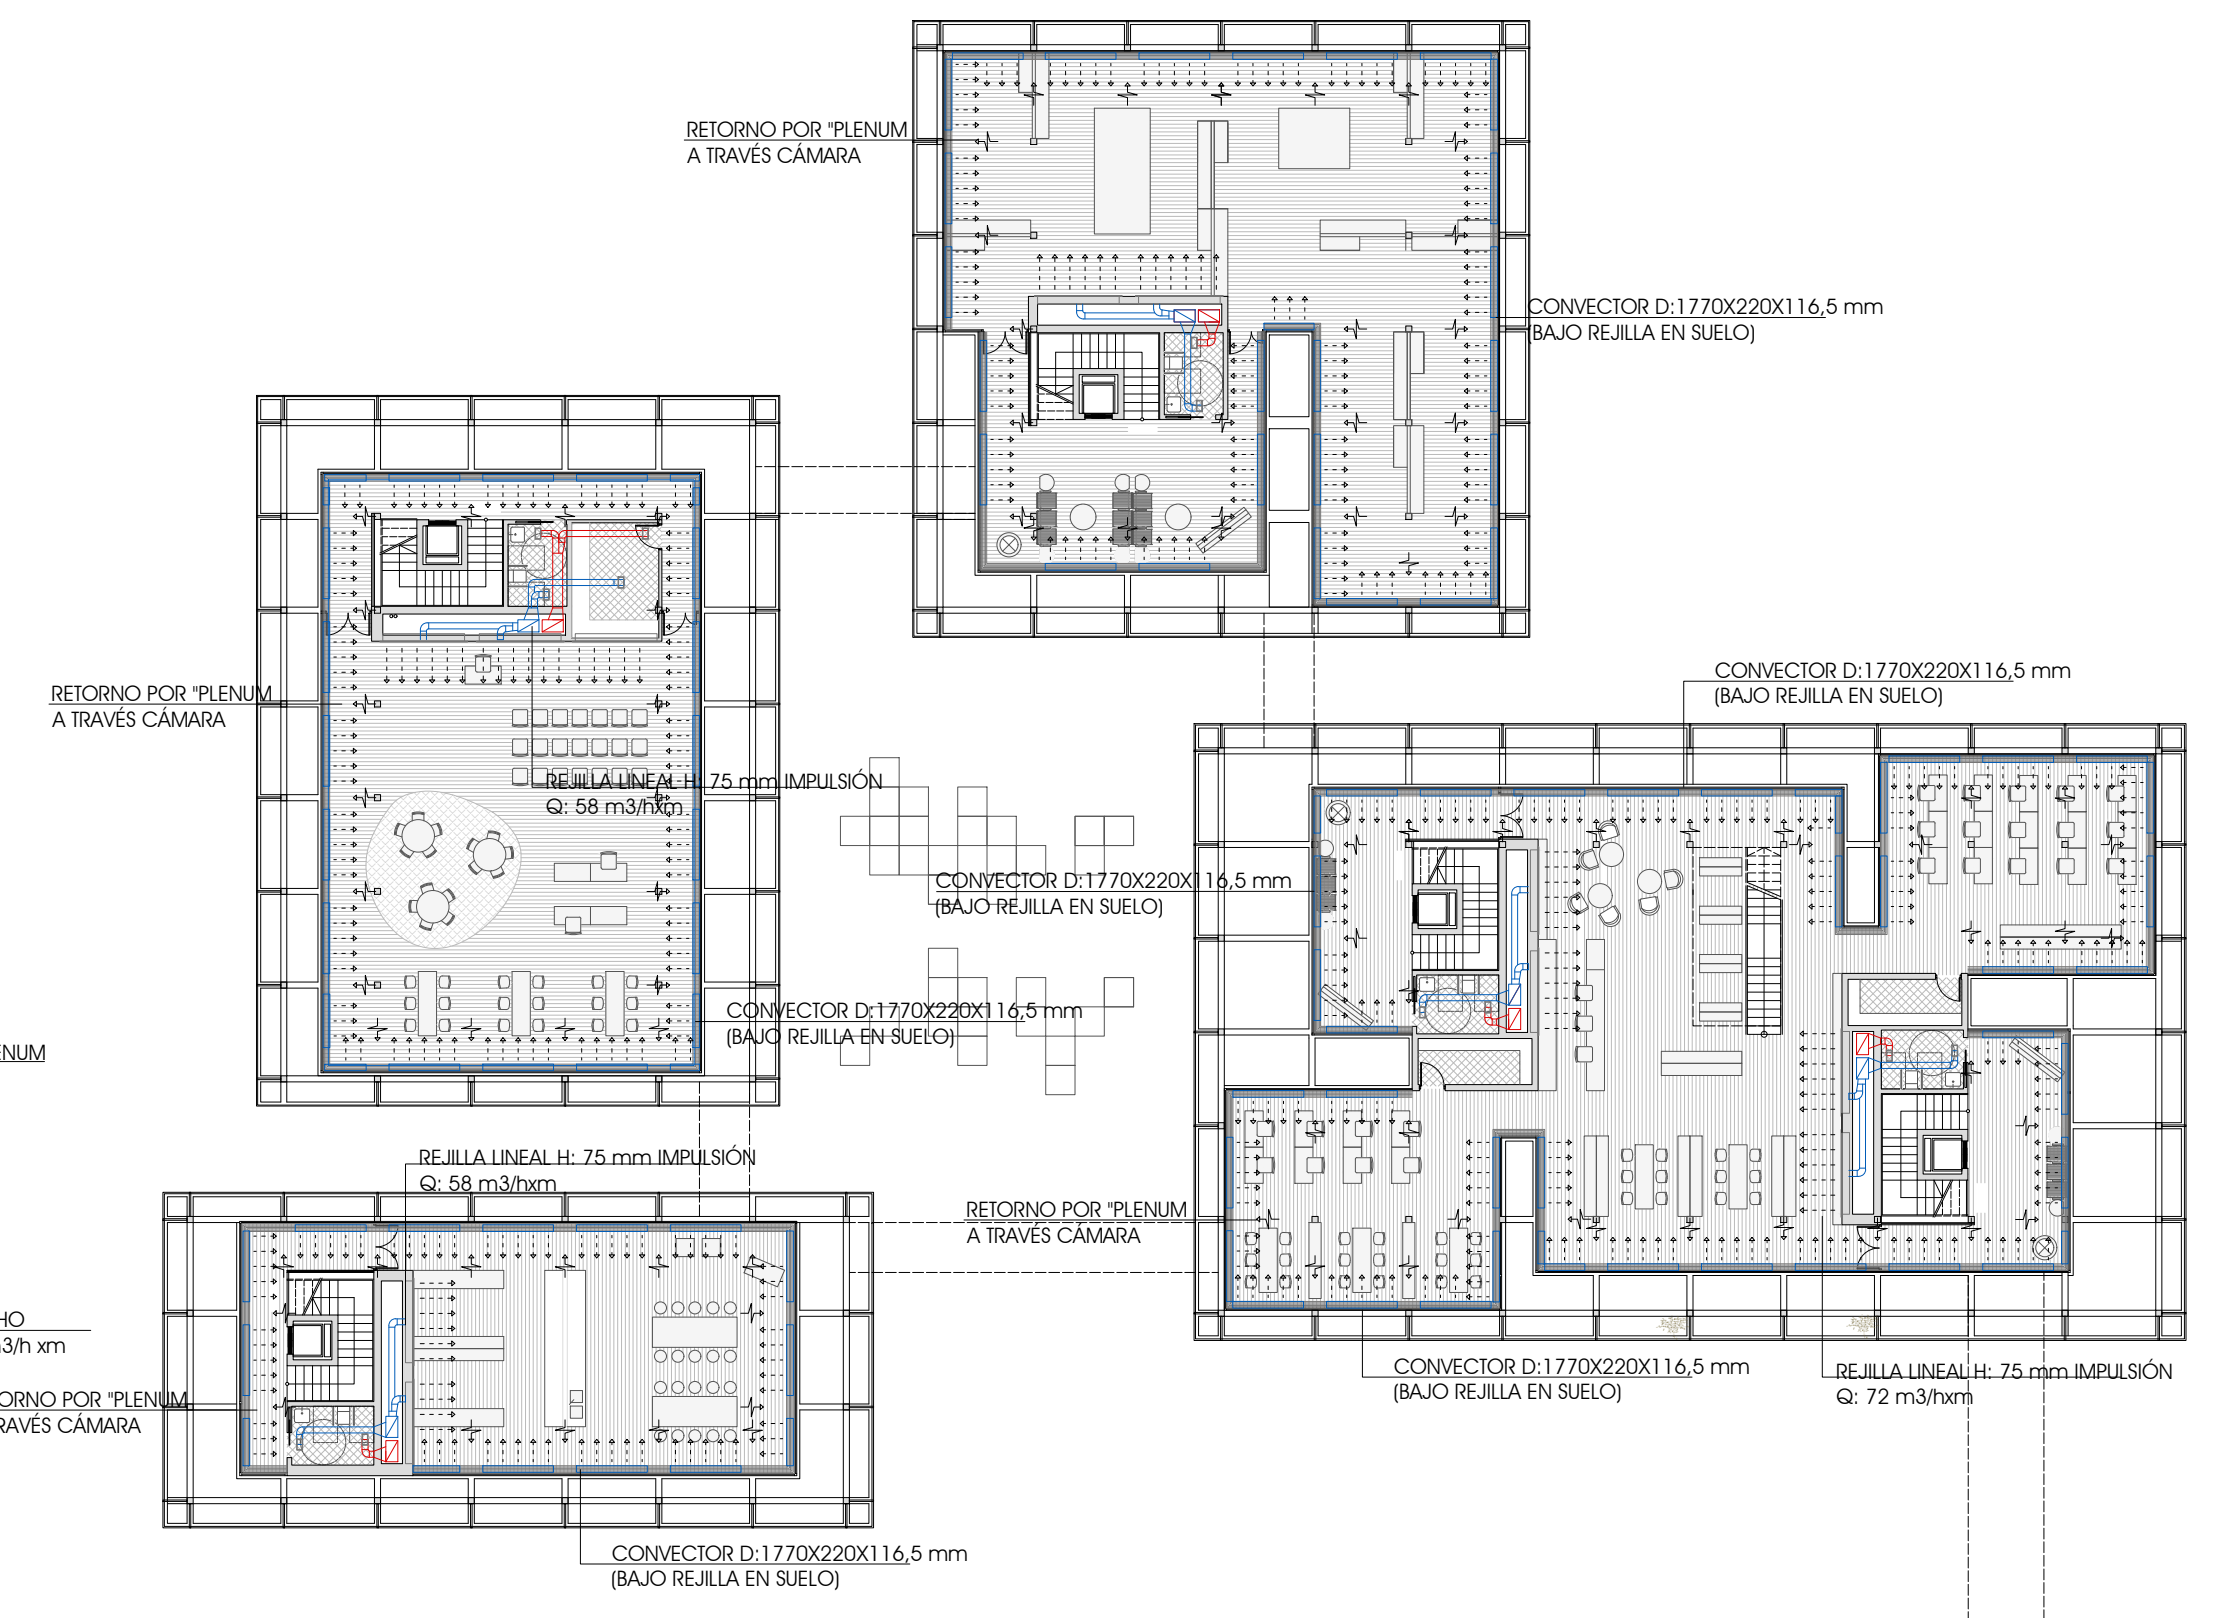 RETORNO POR "PLENUM
A TRAVÉS CÁMARA
CONVECTOR D:1770X220X116,5 mm
(BAJO REJILLA EN SUELO)
CONVECTOR D:1770X220X116,5 mm
(BAJO REJILLA EN SUELO)
RETORNO POR "PLENUM
A TRAVÉS CÁMARA
REJILLA LINEAL H: 75 mm IMPULSIÓN
Q: 58 m3/hxm
CONVECTOR D:1770X220X116,5 mm
(BAJO REJILLA EN SUELO)
CONVECTOR D:1770X220X116,5 mm
(BAJO REJILLA EN SUELO)
ENUM
REJILLA LINEAL H: 75 mm IMPULSIÓN
Q: 58 m3/hxm
RETORNO POR "PLENUM
A TRAVÉS CÁMARA
HO
m3/h xm
TORNO POR "PLENUM
RAVÉS CÁMARA
CONVECTOR D:1770X220X116,5 mm
(BAJO REJILLA EN SUELO)
REJILLA LINEAL H: 75 mm IMPULSIÓN
Q: 72 m3/hxm
CONVECTOR D:1770X220X116,5 mm
(BAJO REJILLA EN SUELO)